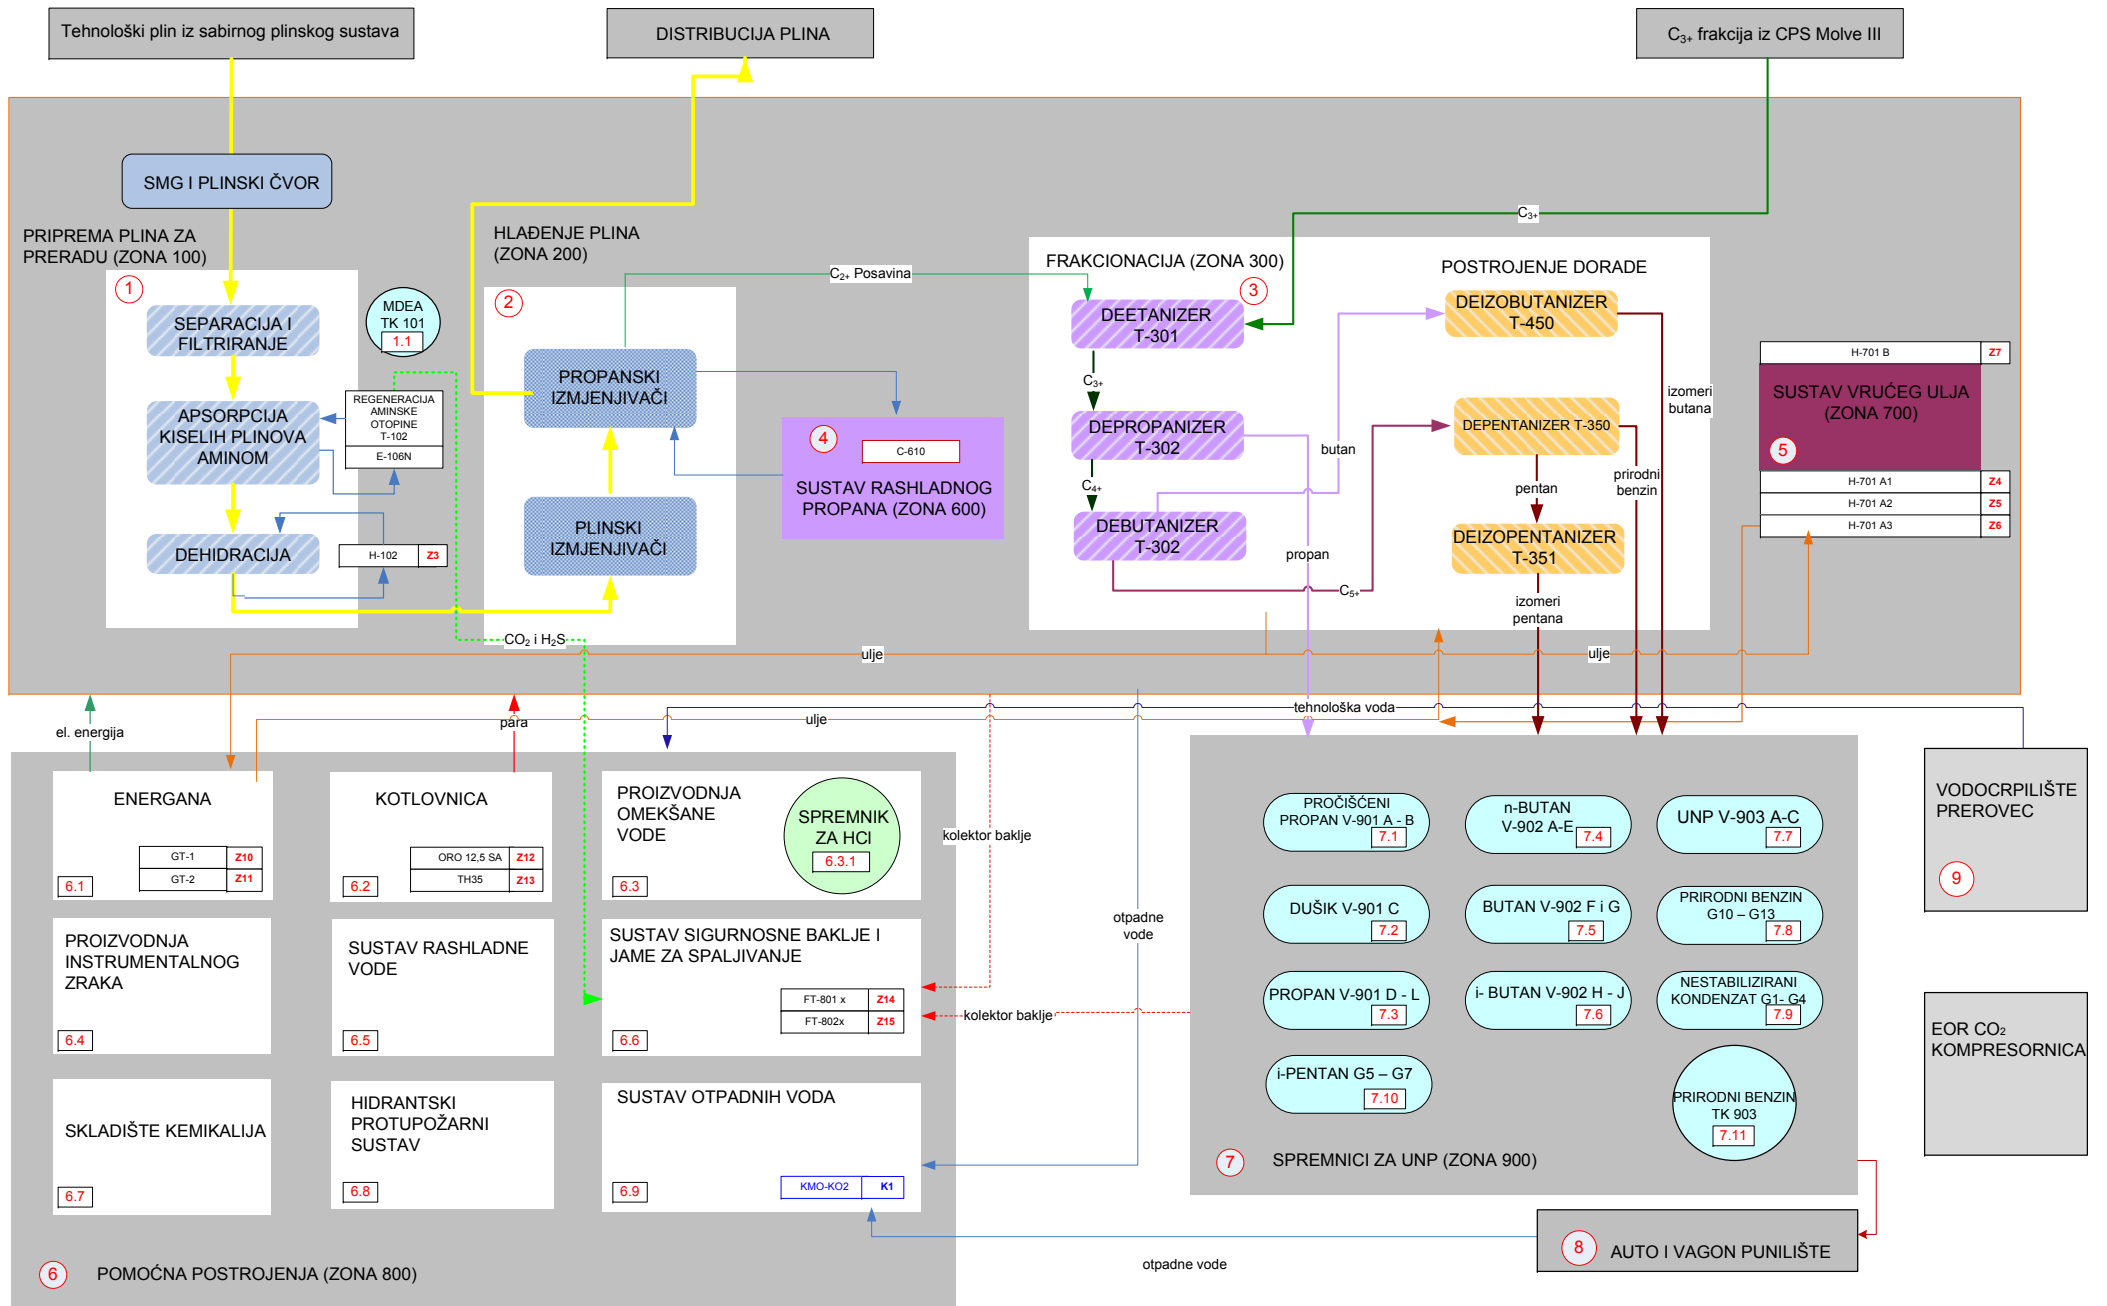 Tehnološki plin iz sabirnog plinskog sustava
DISTRIBUCIJA PLINA
C₃₊ frakcija iz CPS Molve III
SMG I PLINSKI ČVOR
PRIPREMA PLINA ZA
PRERADU (ZONA 100)
1
SEPARACIJA I
FILTRIRANJE
MDEA
TK 101
1.1
APSORPCIJA
KISELIH PLINOVA
AMINOM
REGENERACIJA
AMINSKE
OTOPINE
T-102
E-106N
DEHIDRACIJA
H-102
Z3
HLAĐENJE PLINA
(ZONA 200)
2
PROPANSKI
IZMJENJIVAČI
PLINSKI
IZMJENJIVAČI
CO₂ i H₂S
C₂₊ Posavina
4
C-610
SUSTAV RASHLADNOG
PROPANA (ZONA 600)
C₃₊
FRAKCIONACIJA (ZONA 300)
3
POSTROJENJE DORADE
DEETANIZER
T-301
C₃₊
DEPROPANIZER
T-302
C₄₊
DEBUTANIZER
T-302
C₅₊
propan
butan
DEIZOBUTANIZER
T-450
DEPENTANIZER T-350
pentan
DEIZOPENTANIZER
T-351
izomeri
pentana
prirodni
benzin
izomeri
butana
H-701 B
Z7
SUSTAV VRUĆEG ULJA
(ZONA 700)
5
H-701 A1
Z4
H-701 A2
Z5
H-701 A3
Z6
ulje
ulje
el. energija
para
ulje
tehnološka voda
ENERGANA
GT-1
Z10
GT-2
Z11
6.1
KOTLOVNICA
ORO 12,5 SA
Z12
TH35
Z13
6.2
PROIZVODNJA
OMEKŠANE
VODE
SPREMNIK
ZA HCl
6.3.1
6.3
PROIZVODNJA
INSTRUMENTALNOG
ZRAKA
6.4
SUSTAV RASHLADNE
VODE
6.5
SUSTAV SIGURNOSNE BAKLJE I
JAME ZA SPALJIVANJE
FT-801 x
Z14
FT-802x
Z15
6.6
SKLADIŠTE KEMIKALIJA
6.7
HIDRANTSKI
PROTUPOŽARNI
SUSTAV
6.8
SUSTAV OTPADNIH VODA
KMO-KO2
K1
6.9
6
POMOĆNA POSTROJENJA (ZONA 800)
kolektor baklje
kolektor baklje
otpadne
vode
otpadne vode
PROČIŠĆENI
PROPAN V-901 A - B
7.1
n-BUTAN
V-902 A-E
7.4
UNP V-903 A-C
7.7
DUŠIK V-901 C
7.2
BUTAN V-902 F i G
7.5
PRIRODNI BENZIN
G10 – G13
7.8
PROPAN V-901 D - L
7.3
i- BUTAN V-902 H - J
7.6
NESTABILIZIRANI
KONDENZAT G1- G4
7.9
i-PENTAN G5 – G7
7.10
PRIRODNI BENZIN
TK 903
7.11
7
SPREMNICI ZA UNP (ZONA 900)
8
AUTO I VAGON PUNILIŠTE
VODOCRPILIŠTE
PREROVEC
9
EOR CO₂
KOMPRESORNICA